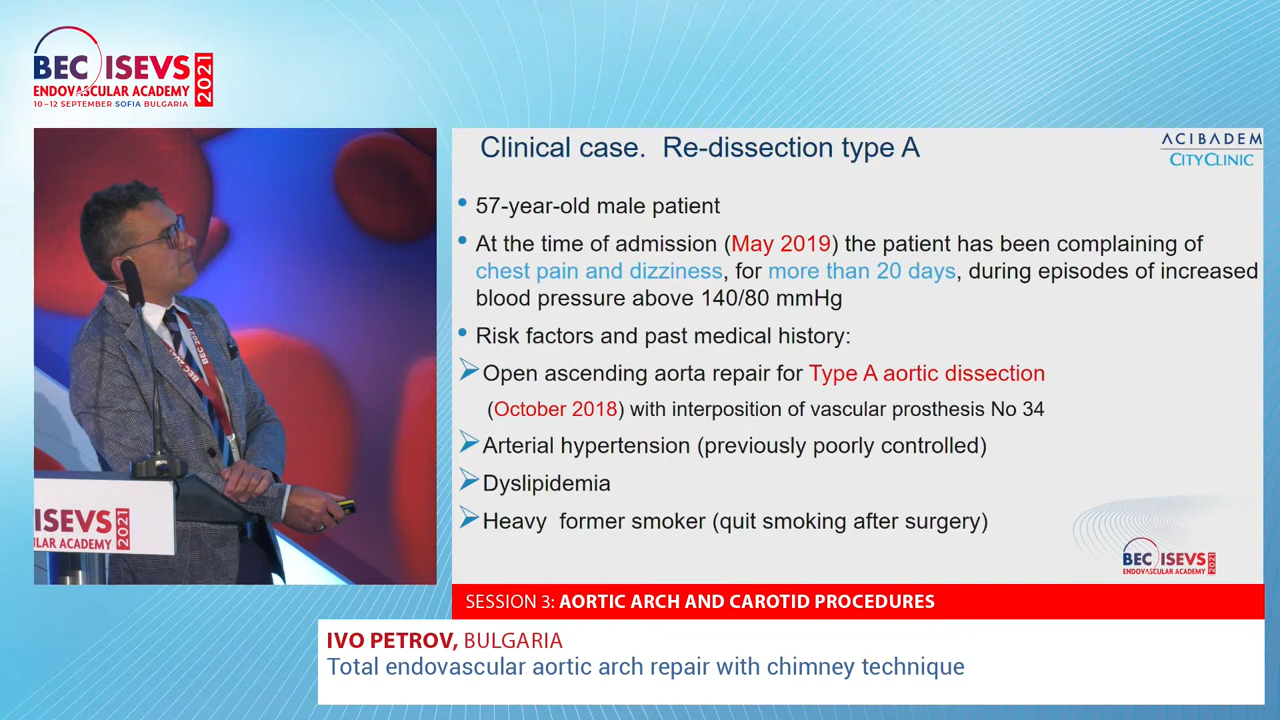 BEC ISEVS 2021
ENDOVASCULAR ACADEMY
10–12 SEPTEMBER SOFIA BULGARIA
BEC 2021
ISEVS 2021
LAR ACADEMY
Clinical case. Re-dissection type A
ACIBADEM
CITYCLINIC
• 57-year-old male patient
• At the time of admission (May 2019) the patient has been complaining of
chest pain and dizziness, for more than 20 days, during episodes of increased
blood pressure above 140/80 mmHg
• Risk factors and past medical history:
➢ Open ascending aorta repair for Type A aortic dissection
(October 2018) with interposition of vascular prosthesis No 34
➢ Arterial hypertension (previously poorly controlled)
➢ Dyslipidemia
➢ Heavy former smoker (quit smoking after surgery)
BEC ISEVS 2021
ENDOVASCULAR ACADEMY
SESSION 3: AORTIC ARCH AND CAROTID PROCEDURES
IVO PETROV, BULGARIA
Total endovascular aortic arch repair with chimney technique